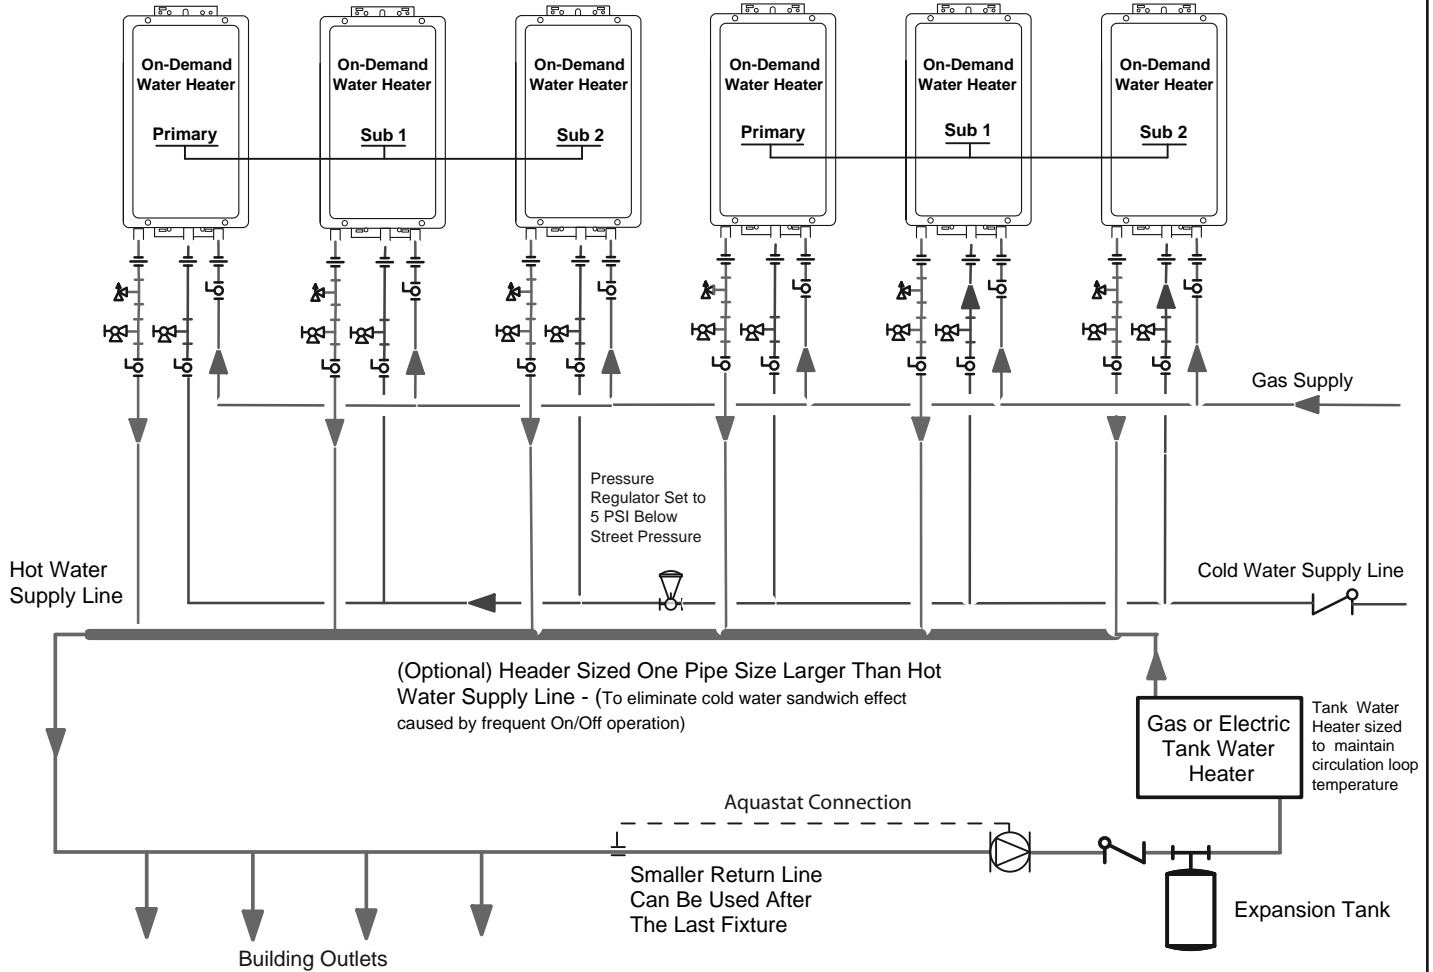 On-Demand
Water Heater
Primary
On-Demand
Water Heater
Sub 1
On-Demand
Water Heater
Sub 2
On-Demand
Water Heater
Primary
On-Demand
Water Heater
Sub 1
On-Demand
Water Heater
Sub 2
Gas Supply
Pressure
Regulator Set to
5 PSI Below
Street Pressure
Hot Water
Supply Line
Cold Water Supply Line
(Optional) Header Sized One Pipe Size Larger Than Hot
Water Supply Line - (To eliminate cold water sandwich effect
caused by frequent On/Off operation)
Gas or Electric
Tank Water
Heater
Tank Water
Heater sized
to maintain
circulation loop
temperature
Aquastat Connection
Smaller Return Line
Can Be Used After
The Last Fixture
Expansion Tank
Building Outlets